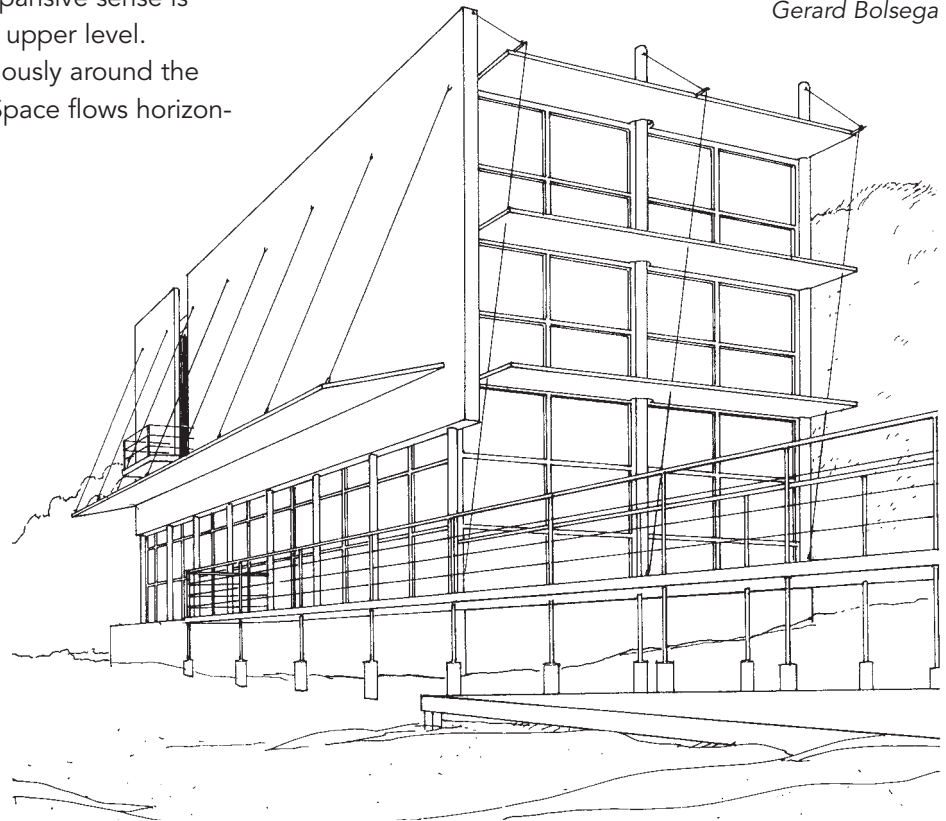 pansive sense is
upper level.
ously around the
Space flows horizon-
Gerard Bolsega